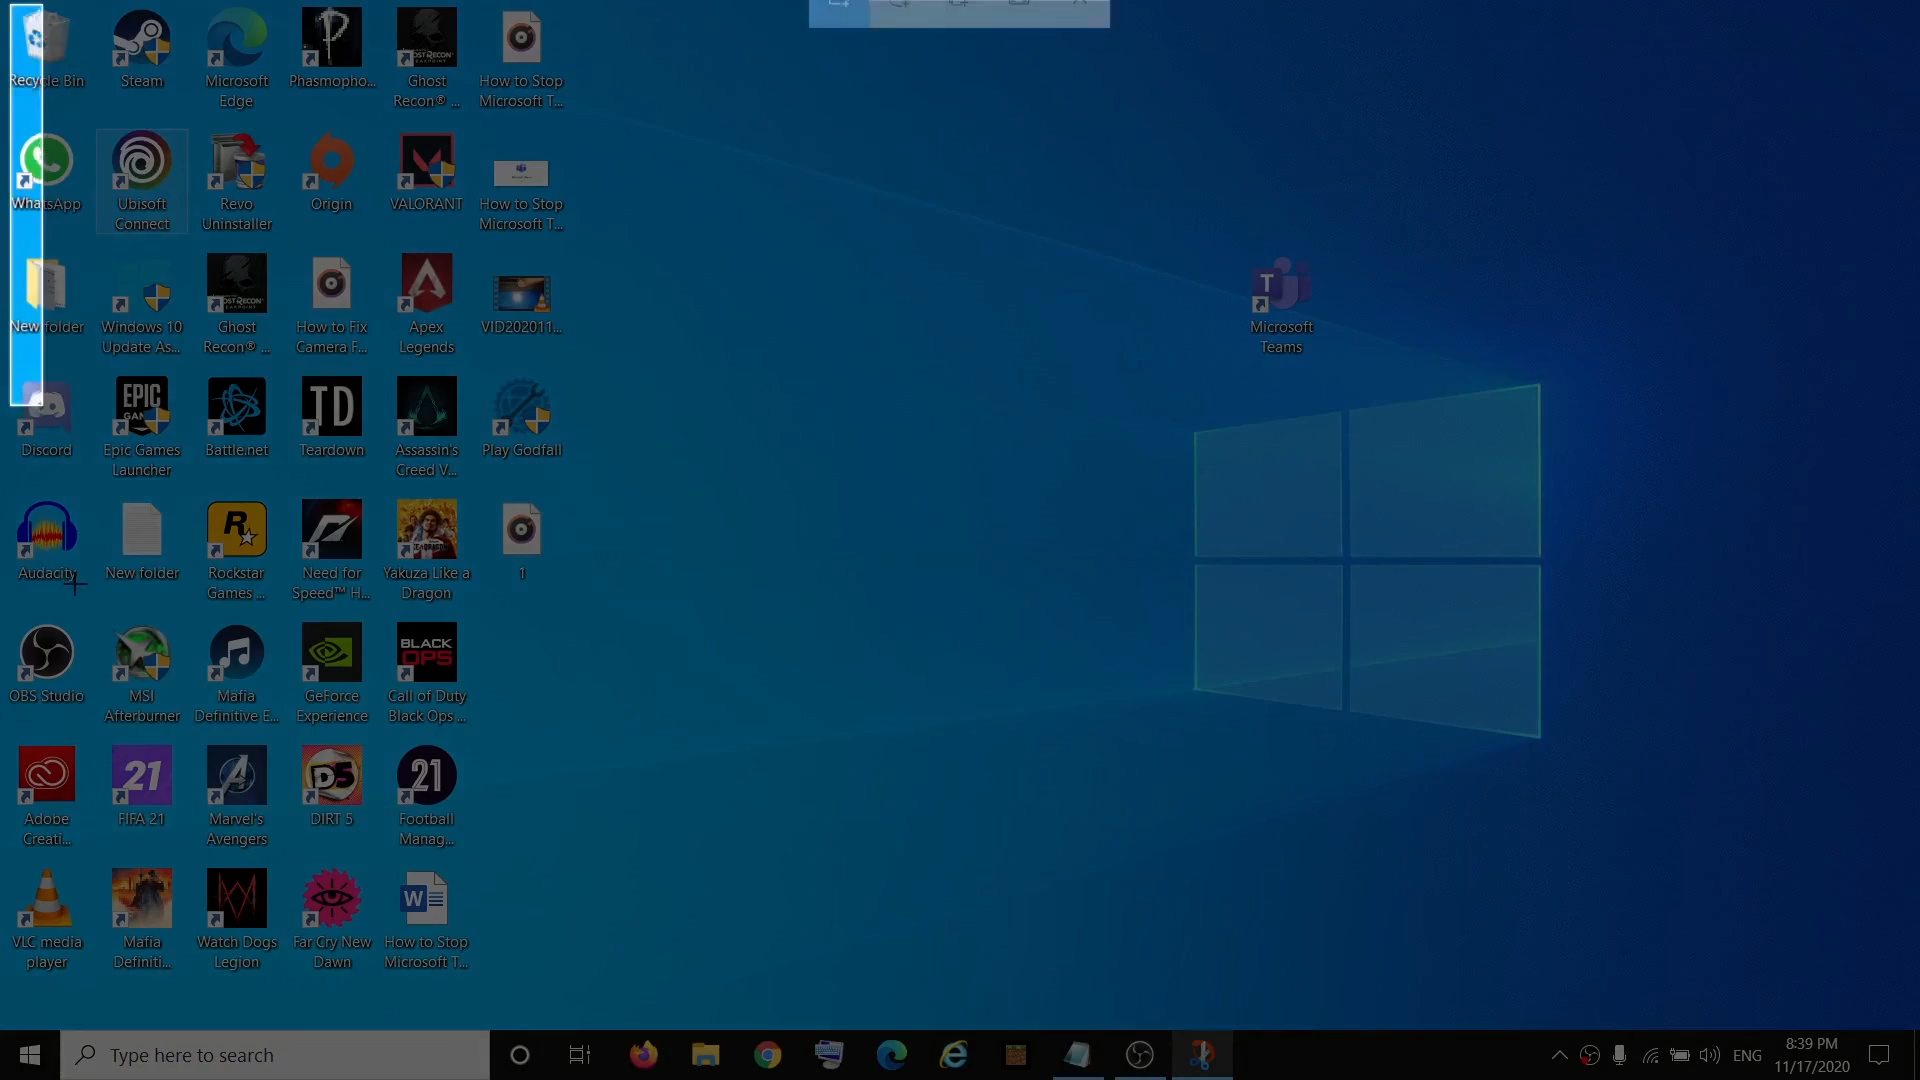 Recycle Bin
Steam
Microsoft
Edge
Phasmopho...
Ghost
Recon® ...
How to Stop
Microsoft T...
WhatsApp
Ubisoft
Connect
Revo
Uninstaller
Origin
VALORANT
How to Stop
Microsoft T...
New folder
Windows 10
Update As...
Ghost
Recon® ...
How to Fix
Camera F...
Apex
Legends
VID202011...
Microsoft
Teams
Discord
Epic Games
Launcher
Battle.net
Teardown
Assassin's
Creed V...
Play Godfall
Audacity
New folder
Rockstar
Games ...
Need for
Speed™ H...
Yakuza Like a
Dragon
1
OBS Studio
MSI
Afterburner
Mafia
Definitive E...
GeForce
Experience
BLACK
OPS
Call of Duty
Black Ops ...
Adobe
Creati...
21
FIFA 21
Marvel's
Avengers
D5
DIRT 5
21
Football
Manag...
VLC media
player
Mafia
Definiti...
Watch Dogs
Legion
Far Cry New
Dawn
How to Stop
Microsoft T...
Type here to search
ENG
8:39 PM
11/17/2020